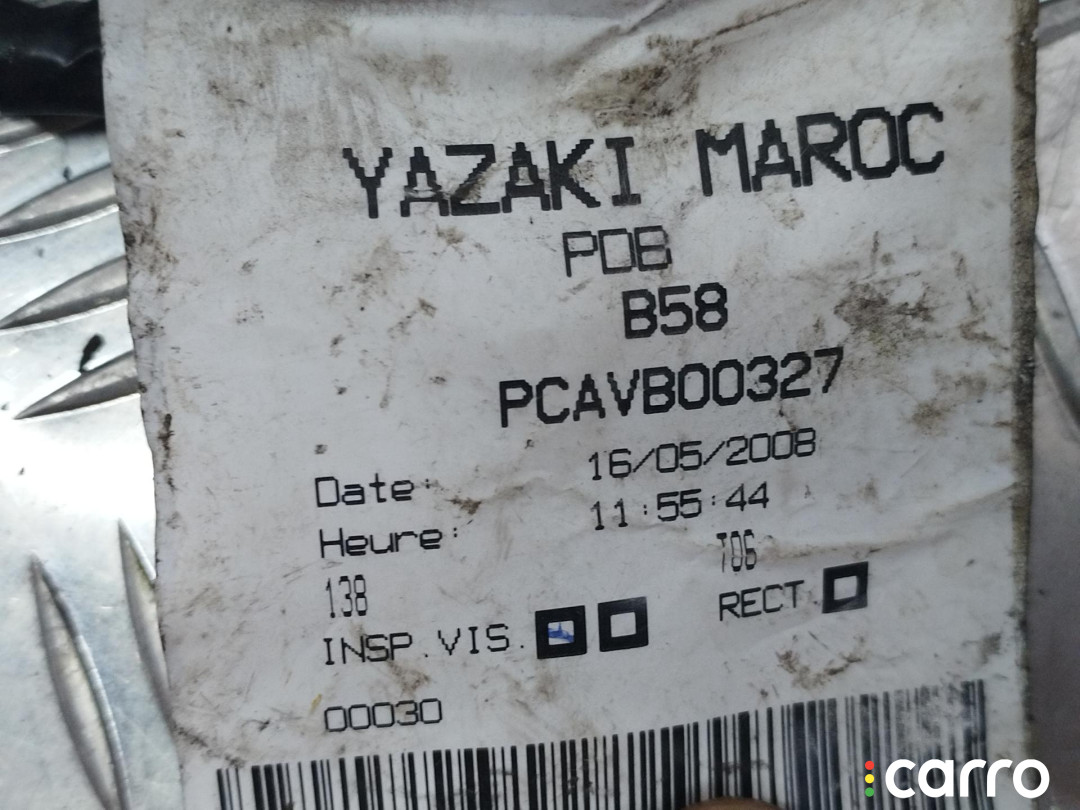 YAZAKI MAROC
PDB
B58
PCAVB00327
Date: 16/05/2008
Heure: 11:55:44
138 T06
INSP.VIS. RECT.
00030
carro